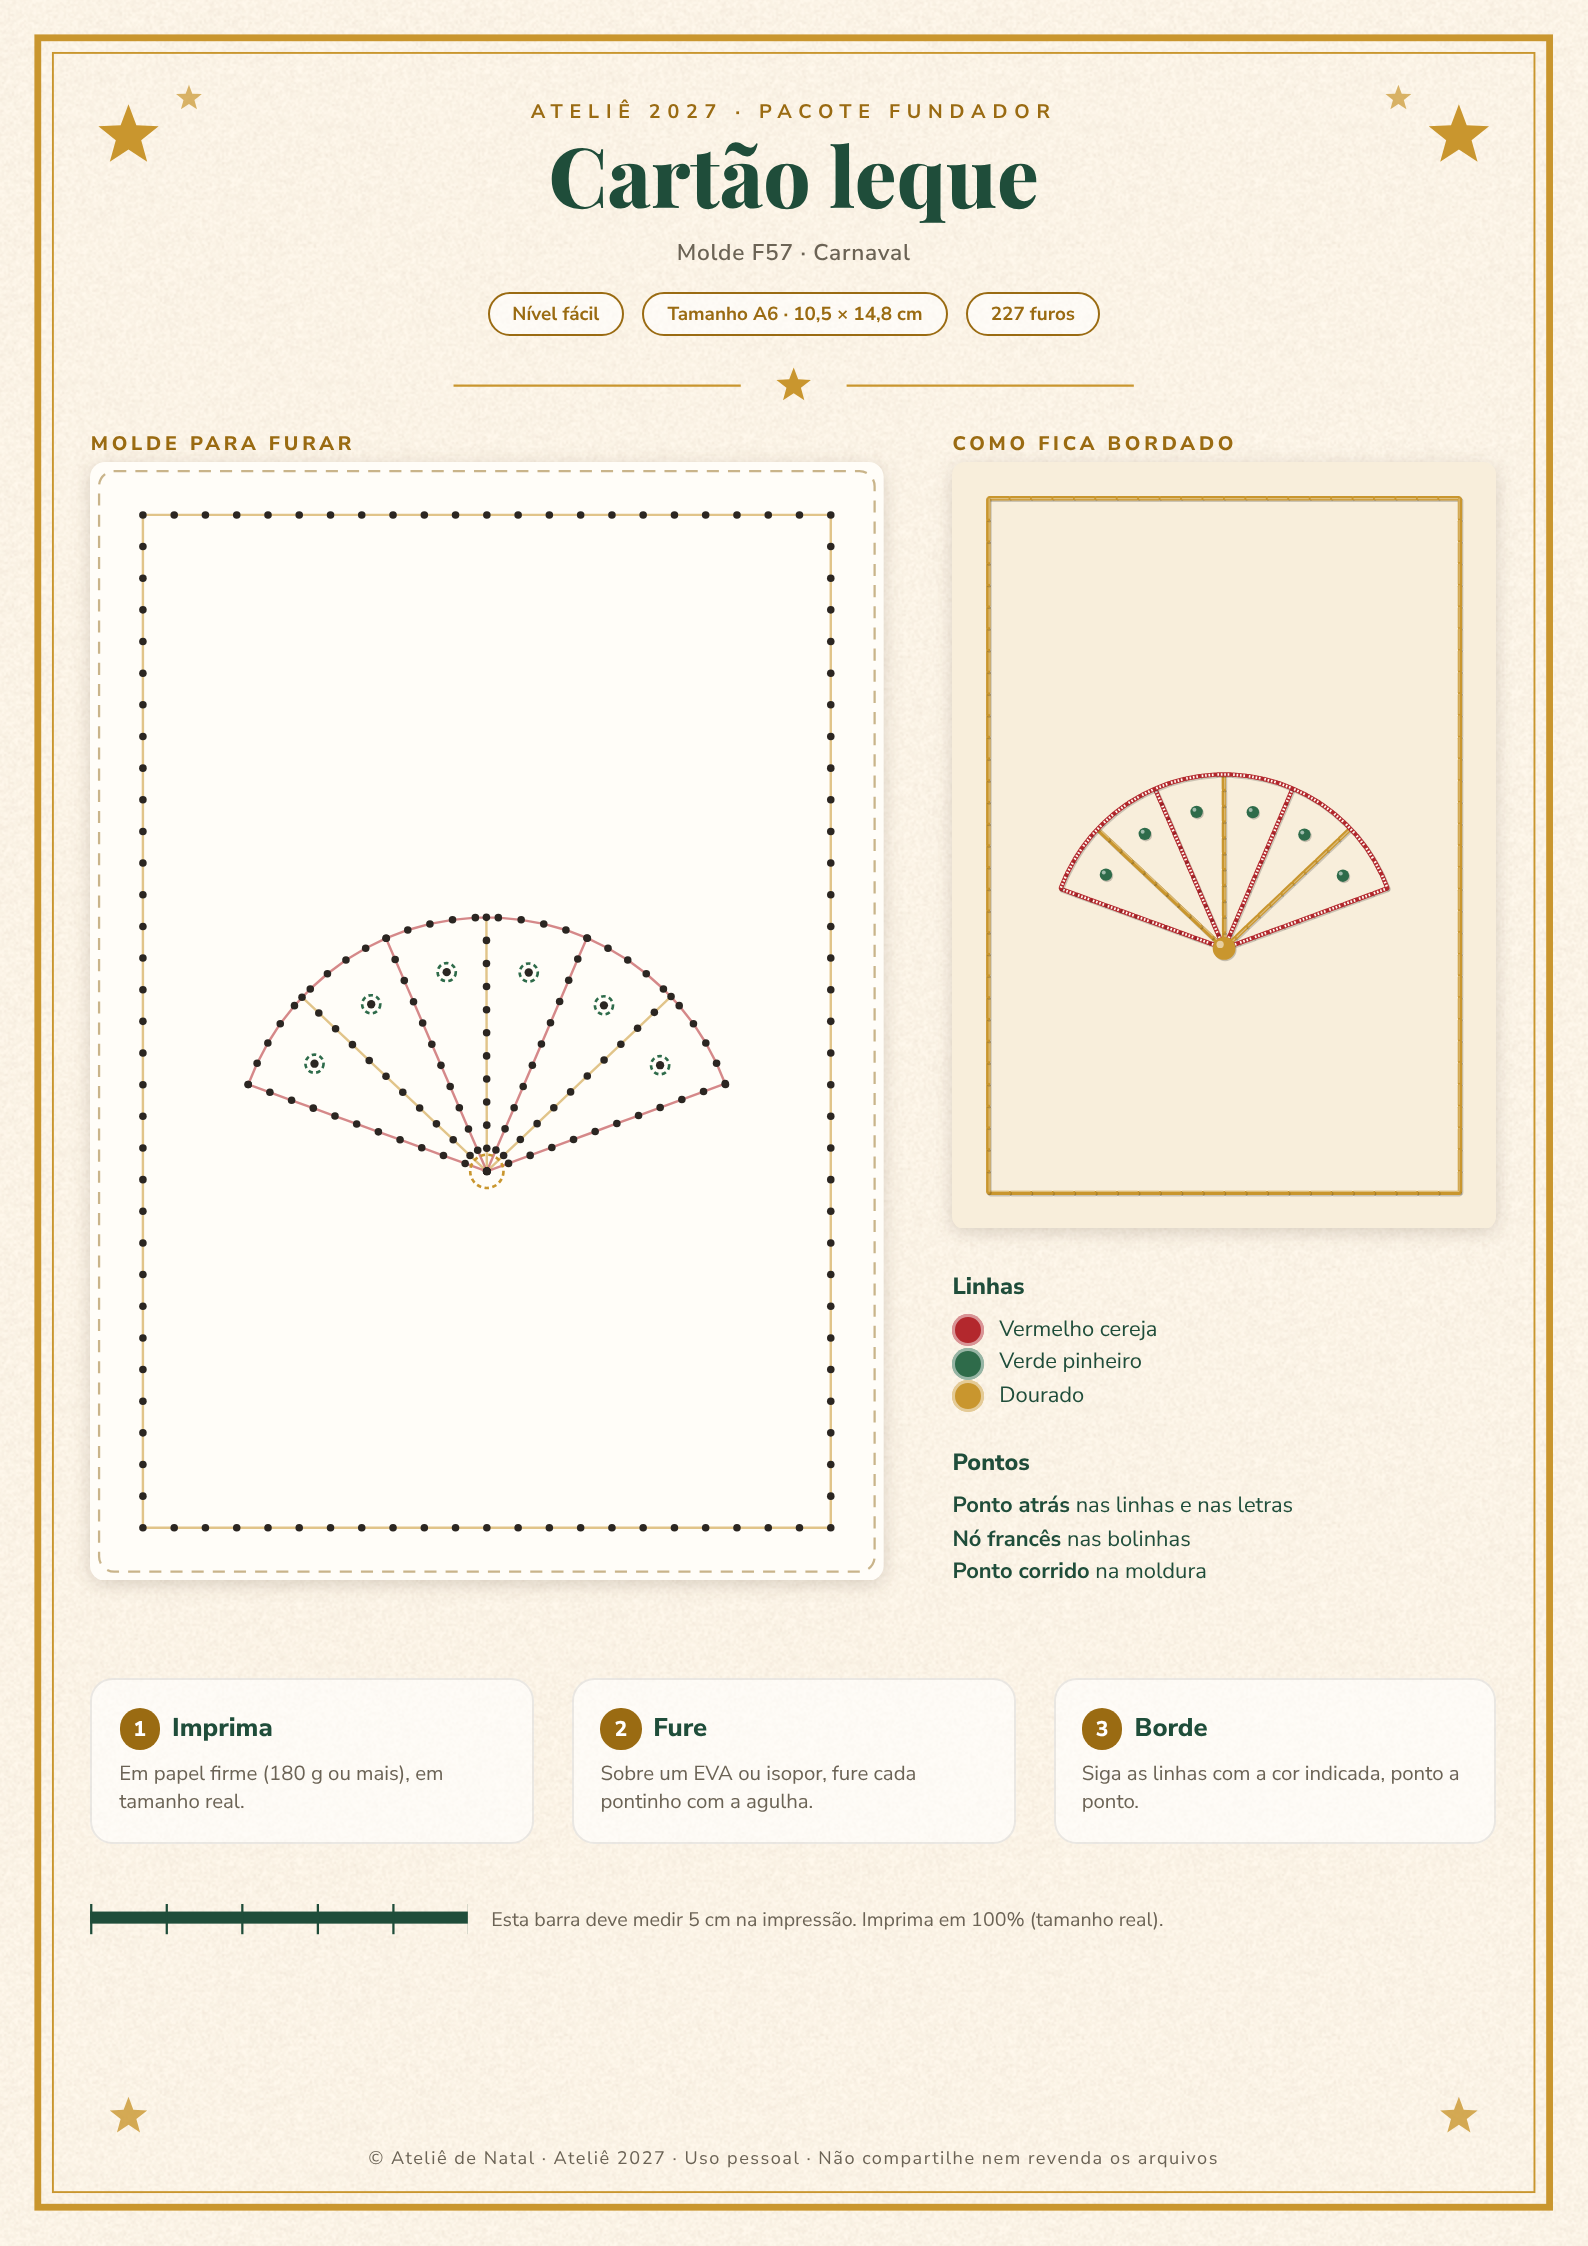 ATELIÊ 2027 · PACOTE FUNDADOR
Cartão leque
Molde F57 · Carnaval
Nível fácil
Tamanho A6 · 10,5 × 14,8 cm
227 furos
MOLDE PARA FURAR
COMO FICA BORDADO
Linhas
Vermelho cereja
Verde pinheiro
Dourado
Pontos
Ponto atrás nas linhas e nas letras
Nó francês nas bolinhas
Ponto corrido na moldura
1 Imprima
Em papel firme (180 g ou mais), em
tamanho real.
2 Fure
Sobre um EVA ou isopor, fure cada
pontinho com a agulha.
3 Borde
Siga as linhas com a cor indicada, ponto a
ponto.
Esta barra deve medir 5 cm na impressão. Imprima em 100% (tamanho real).
© Ateliê de Natal · Ateliê 2027 · Uso pessoal · Não compartilhe nem revenda os arquivos